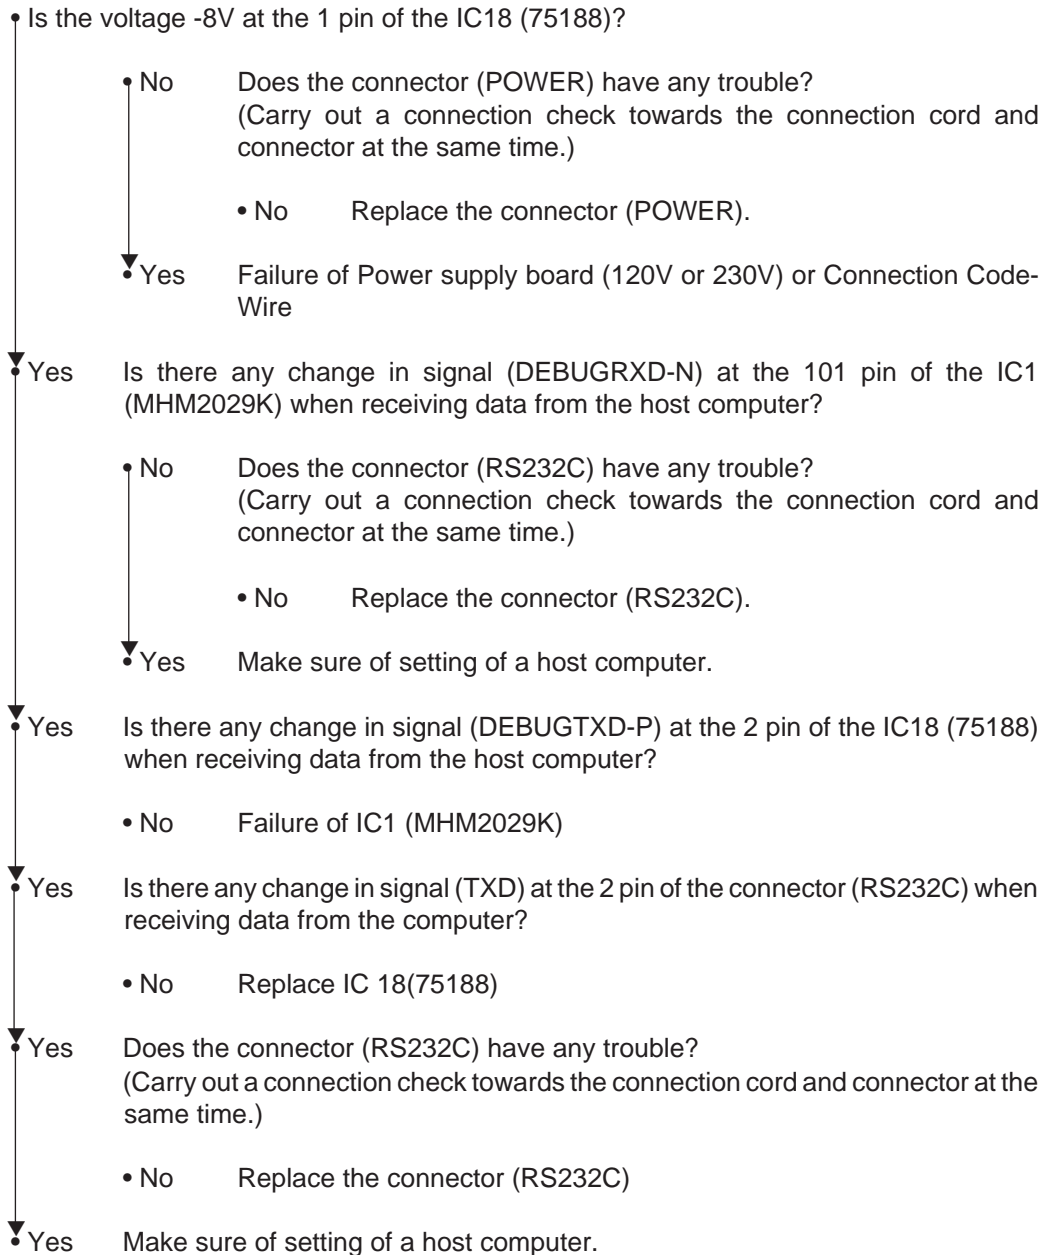 • Is the voltage -8V at the 1 pin of the IC18 (75188)?
• No Does the connector (POWER) have any trouble?
(Carry out a connection check towards the connection cord and
connector at the same time.)
• No Replace the connector (POWER).
• Yes Failure of Power supply board (120V or 230V) or Connection Code-
Wire
• Yes Is there any change in signal (DEBUGRXD-N) at the 101 pin of the IC1
(MHM2029K) when receiving data from the host computer?
• No Does the connector (RS232C) have any trouble?
(Carry out a connection check towards the connection cord and
connector at the same time.)
• No Replace the connector (RS232C).
• Yes Make sure of setting of a host computer.
• Yes Is there any change in signal (DEBUGTXD-P) at the 2 pin of the IC18 (75188)
when receiving data from the host computer?
• No Failure of IC1 (MHM2029K)
• Yes Is there any change in signal (TXD) at the 2 pin of the connector (RS232C) when
receiving data from the computer?
• No Replace IC 18(75188)
• Yes Does the connector (RS232C) have any trouble?
(Carry out a connection check towards the connection cord and connector at the
same time.)
• No Replace the connector (RS232C)
• Yes Make sure of setting of a host computer.